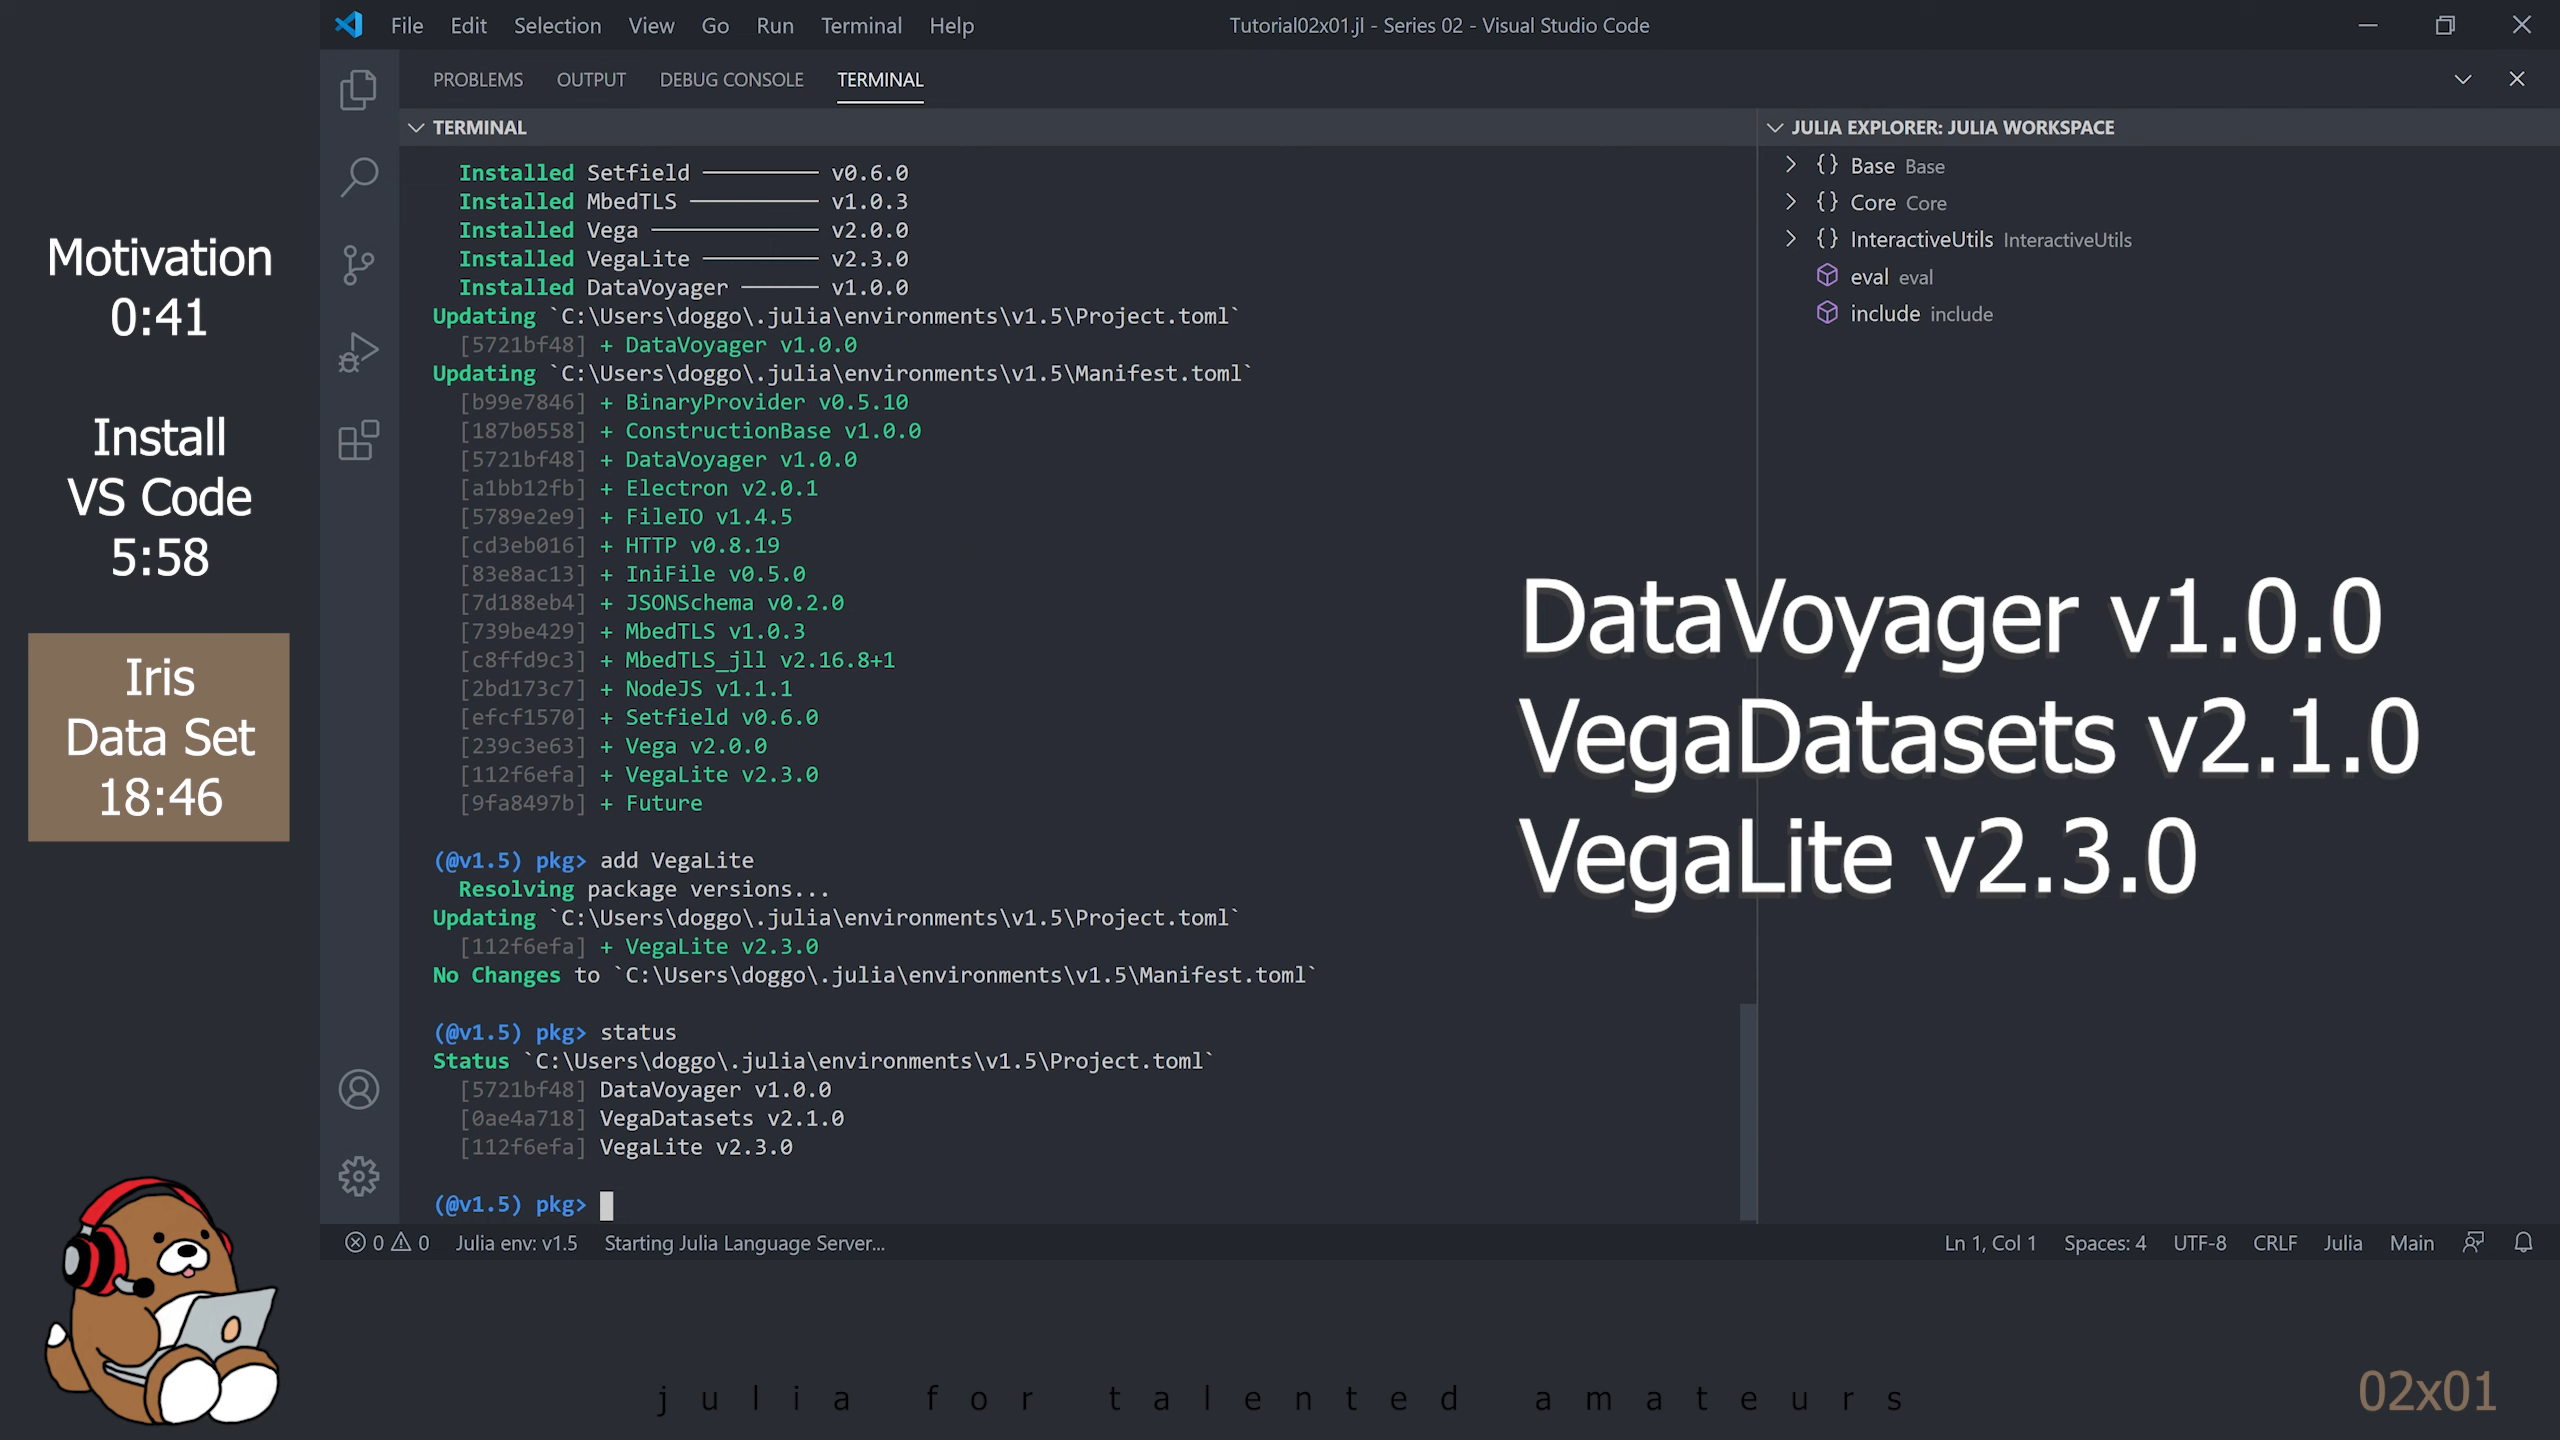 File Edit Selection View Go Run Terminal Help
Tutorial02x01.jl - Series 02 - Visual Studio Code
PROBLEMS OUTPUT DEBUG CONSOLE TERMINAL
TERMINAL
Installed Setfield ───────── v0.6.0
Installed MbedTLS ────────── v1.0.3
Installed Vega ───────────── v2.0.0
Installed VegaLite ───────── v2.3.0
Installed DataVoyager ────── v1.0.0
Updating `C:\Users\doggo\.julia\environments\v1.5\Project.toml`
[5721bf48] + DataVoyager v1.0.0
Updating `C:\Users\doggo\.julia\environments\v1.5\Manifest.toml`
[b99e7846] + BinaryProvider v0.5.10
[187b0558] + ConstructionBase v1.0.0
[5721bf48] + DataVoyager v1.0.0
[a1bb12fb] + Electron v2.0.1
[5789e2e9] + FileIO v1.4.5
[cd3eb016] + HTTP v0.8.19
[83e8ac13] + IniFile v0.5.0
[7d188eb4] + JSONSchema v0.2.0
[739be429] + MbedTLS v1.0.3
[c8ffd9c3] + MbedTLS_jll v2.16.8+1
[2bd173c7] + NodeJS v1.1.1
[efcf1570] + Setfield v0.6.0
[239c3e63] + Vega v2.0.0
[112f6efa] + VegaLite v2.3.0
[9fa8497b] + Future
(@v1.5) pkg> add VegaLite
Resolving package versions...
Updating `C:\Users\doggo\.julia\environments\v1.5\Project.toml`
[112f6efa] + VegaLite v2.3.0
No Changes to `C:\Users\doggo\.julia\environments\v1.5\Manifest.toml`
(@v1.5) pkg> status
Status `C:\Users\doggo\.julia\environments\v1.5\Project.toml`
[5721bf48] DataVoyager v1.0.0
[0ae4a718] VegaDatasets v2.1.0
[112f6efa] VegaLite v2.3.0
(@v1.5) pkg>
JULIA EXPLORER: JULIA WORKSPACE
{} Base Base
{} Core Core
{} InteractiveUtils InteractiveUtils
eval eval
include include
DataVoyager v1.0.0
VegaDatasets v2.1.0
VegaLite v2.3.0
Motivation
0:41
Install
VS Code
5:58
Iris
Data Set
18:46
0 0 Julia env: v1.5 Starting Julia Language Server...
Ln 1, Col 1 Spaces: 4 UTF-8 CRLF Julia Main
julia for talented amateurs
02x01